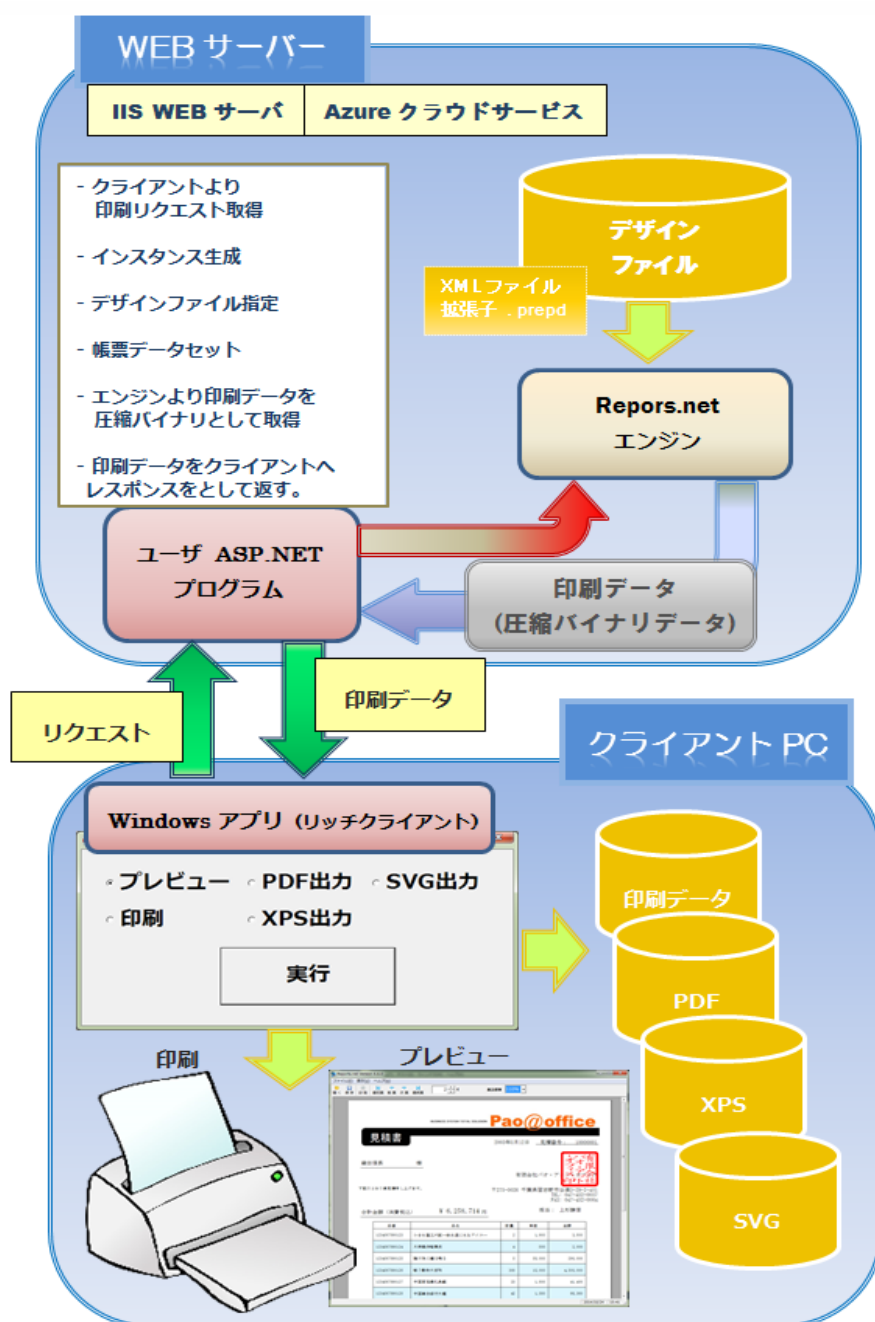 WEB サーバー
IIS WEB サーバ
Azure クラウドサービス
- クライアントより
印刷リクエスト取得
- インスタンス生成
- デザインファイル指定
- 帳票データセット
- エンジンより印刷データを
圧縮バイナリとして取得
- 印刷データをクライアントへ
レスポンスをとして返す。
デザイン
ファイル
XMLファイル
拡張子 . prepd
Repors.net
エンジン
ユーザ ASP.NET
プログラム
印刷データ
(圧縮バイナリデータ)
リクエスト
印刷データ
クライアント PC
Windows アプリ (リッチクライアント)
プレビュー
PDF出力
SVG出力
印刷
XPS出力
実行
印刷データ
PDF
XPS
SVG
印刷
プレビュー
Pao@office
見積書